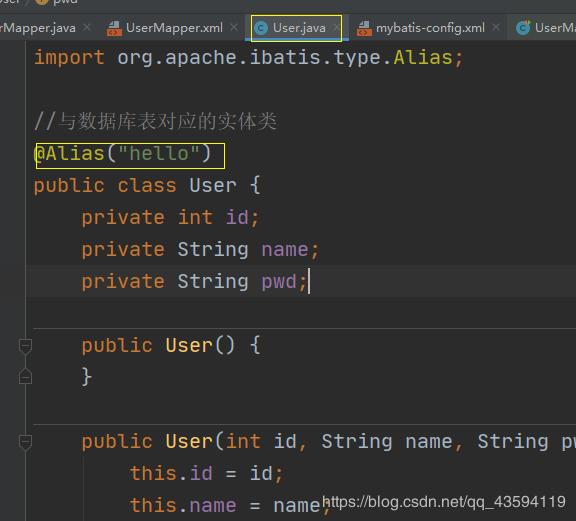 User pwd
erMapper.java UserMapper.xml User.java mybatis-config.xml UserM
import org.apache.ibatis.type.Alias;
//与数据库表对应的实体类
@Alias("hello")
public class User {
private int id;
private String name;
private String pwd;
public User() {
}
public User(int id, String name, String pw
this.id = id;
this.name = name;
https://blog.csdn.net/qq_43594119